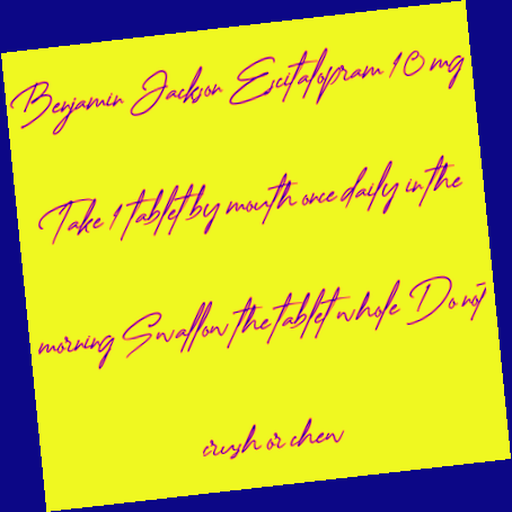 Benjamin Jackson Escitalopram 10 mg
Take 1 tablet by mouth once daily in the
morning Swallow the tablet whole Do not
crush or chew